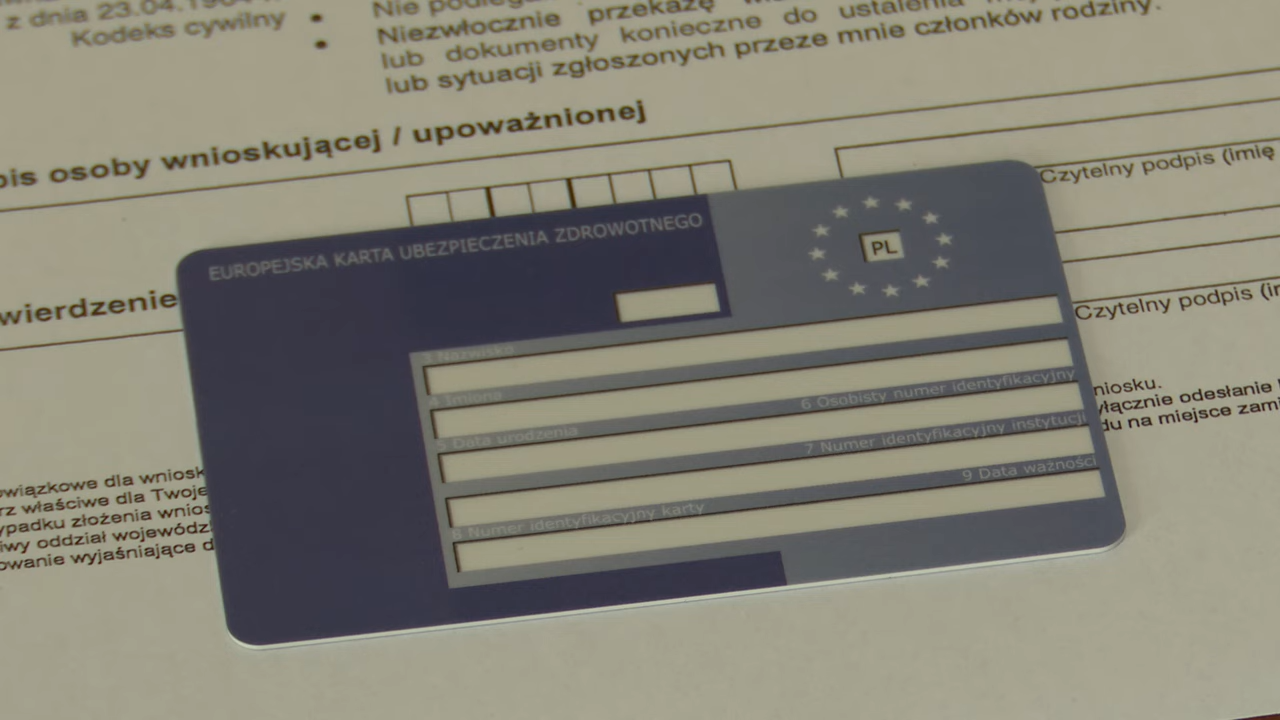 z dnia 23.04.1964 r.
Kodeks cywilny
• Nie podlegam
• Niezwłocznie przekażę
lub dokumenty konieczne do ustalenia
lub sytuacji zgłoszonych przeze mnie członków rodziny.
pis osoby wnioskującej / upoważnionej
Czytelny podpis (imię
wierdzenie
Czytelny podpis (in
EUROPEJSKA KARTA UBEZPIECZENIA ZDROWOTNEGO
PL
3 Nazwisko
4 Imiona
5 Data urodzenia
6 Osobisty numer identyfikacyjny
7 Numer identyfikacyjny instytucji
8 Numer identyfikacyjny karty
9 Data ważności
niosku.
yłącznie odesłanie
du na miejsce zami
owiązkowe dla wniosk
rz właściwe dla Twoje
ypadku złożenia wnios
iwy oddział wojewódz
owanie wyjaśniające d